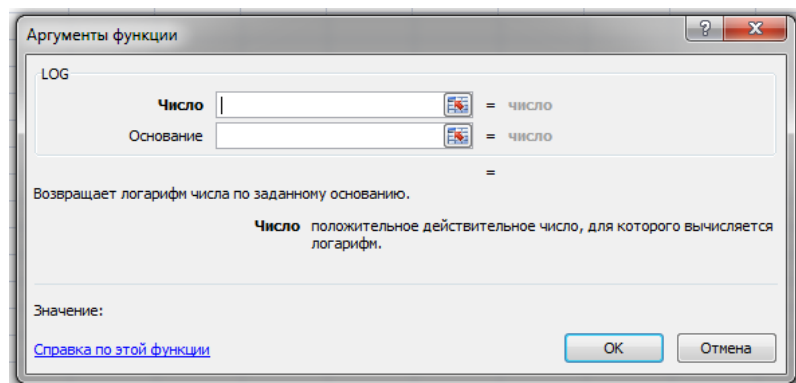 Аргументы функции
LOG
Число = число
Основание = число
=
Возвращает логарифм числа по заданному основанию.
Число положительное действительное число, для которого вычисляется
логарифм.
Значение:
Справка по этой функции
ОК Отмена